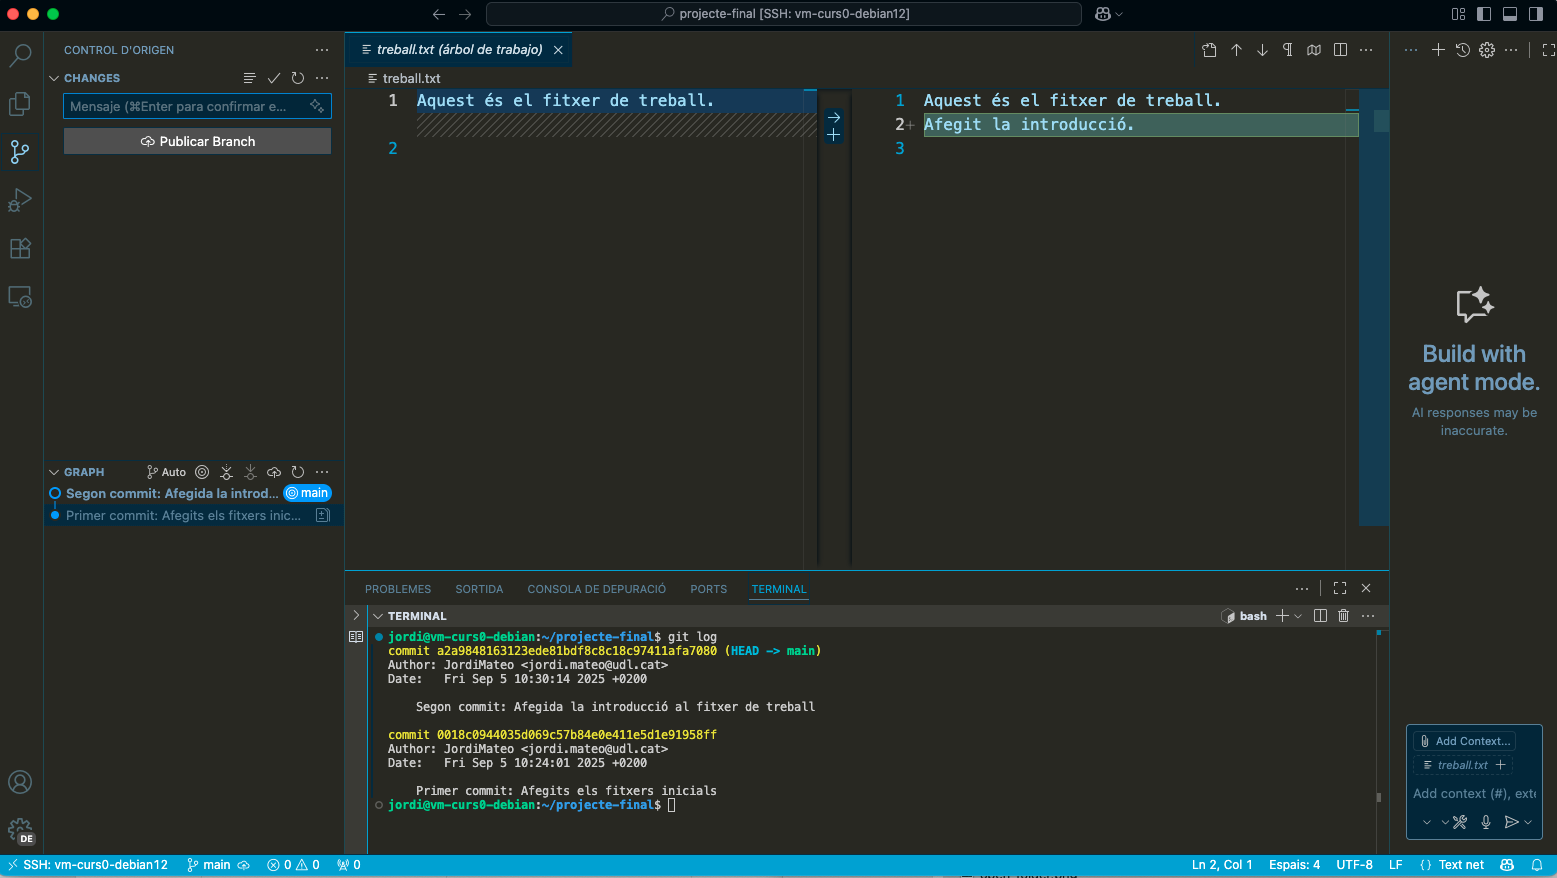 projecte-final [SSH: vm-curs0-debian12]
CONTROL D'ORIGEN
CHANGES
Mensaje (⌘Enter para confirmar e...
Publicar Branch
GRAPH
Auto
Segon commit: Afegida la introd...
main
Primer commit: Afegits els fitxers inic...
treball.txt (árbol de trabajo)
treball.txt
1 Aquest és el fitxer de treball.
2
1 Aquest és el fitxer de treball.
2+ Afegit la introducció.
3
PROBLEMES
SORTIDA
CONSOLA DE DEPURACIÓ
PORTS
TERMINAL
TERMINAL
bash
jordi@vm-curs0-debian:~/projecte-final$ git log
commit a2a9848163123ede81bdf8c8c18c97411afa7080 (HEAD -> main)
Author: JordiMateo <jordi.mateo@udl.cat>
Date:   Fri Sep 5 10:30:14 2025 +0200
Segon commit: Afegida la introducció al fitxer de treball
commit 0018c0944035d069c57b84e0e411e5d1e91958ff
Author: JordiMateo <jordi.mateo@udl.cat>
Date:   Fri Sep 5 10:24:01 2025 +0200
Primer commit: Afegits els fitxers inicials
jordi@vm-curs0-debian:~/projecte-final$
Build with
agent mode.
AI responses may be
inaccurate.
Add Context...
treball.txt
Add context (#), exte
DE
SSH: vm-curs0-debian12
main
0
0
0
Ln 2, Col 1
Espais: 4
UTF-8
LF
Text net